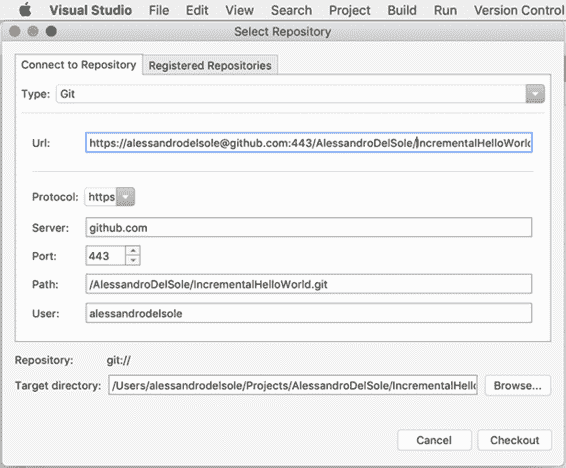 Visual Studio File Edit View Search Project Build Run Version Control
Select Repository
Connect to Repository Registered Repositories
Type: Git
Url: https://alessandrodelsole@github.com:443/AlessandroDelSole/IncrementalHelloWorl
Protocol: https
Server: github.com
Port: 443
Path: /AlessandroDelSole/IncrementalHelloWorld.git
User: alessandrodelsole
Repository: git://
Target directory: /Users/alessandrodelsole/Projects/AlessandroDelSole/IncrementalHello Browse...
Cancel Checkout